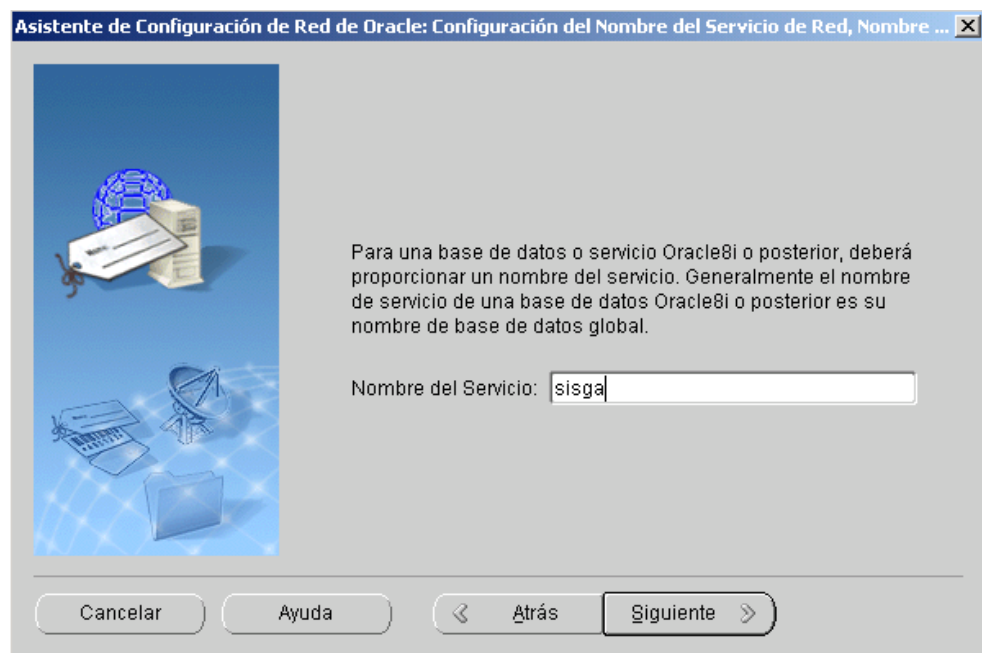 Asistente de Configuración de Red de Oracle: Configuración del Nombre del Servicio de Red, Nombre ...
Para una base de datos o servicio Oracle8i o posterior, deberá
proporcionar un nombre del servicio. Generalmente el nombre
de servicio de una base de datos Oracle8i o posterior es su
nombre de base de datos global.
Nombre del Servicio: sisga
Cancelar Ayuda Atrás Siguiente